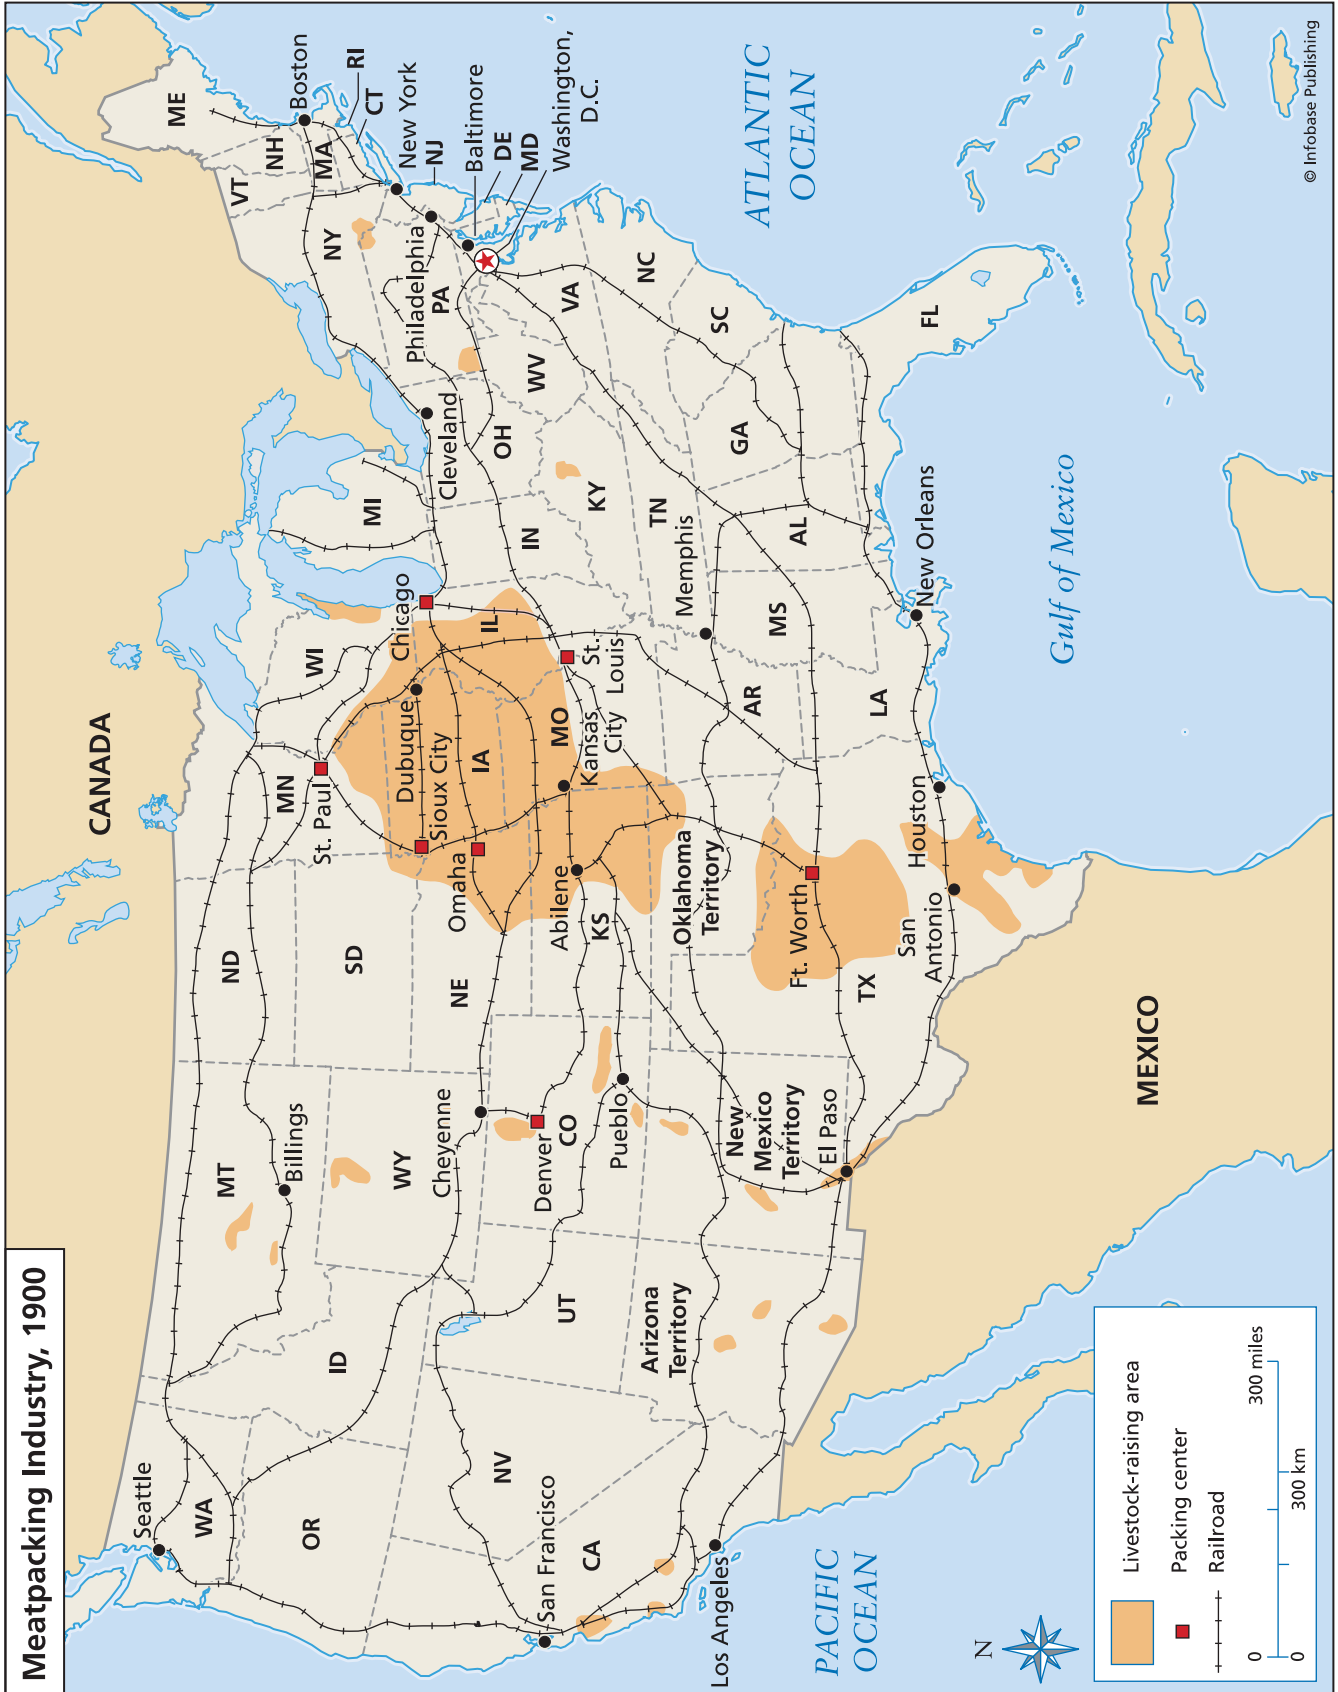 Meatpacking Industry, 1900
CANADA
Seattle
WA
OR
ID
MT
Billings
ND
SD
MN
St. Paul
WI
MI
WY
Cheyenne
NE
Omaha
Sioux City
Dubuque
IA
Chicago
IL
IN
OH
Cleveland
PA
Philadelphia
NY
VT
NH
ME
MA
Boston
RI
CT
New York
NJ
Baltimore
DE
MD
Washington,
D.C.
NV
San Francisco
CA
Los Angeles
UT
Denver
CO
Pueblo
Abilene
KS
Kansas
City
MO
St.
Louis
KY
WV
VA
NC
SC
TN
Memphis
GA
AL
MS
AR
LA
FL
New Orleans
Arizona
Territory
New
Mexico
Territory
El Paso
Oklahoma
Territory
Ft. Worth
TX
San
Antonio
Houston
MEXICO
PACIFIC
OCEAN
Gulf of Mexico
ATLANTIC
OCEAN
N
Livestock-raising area
Packing center
Railroad
0
300 miles
0
300 km
© Infobase Publishing